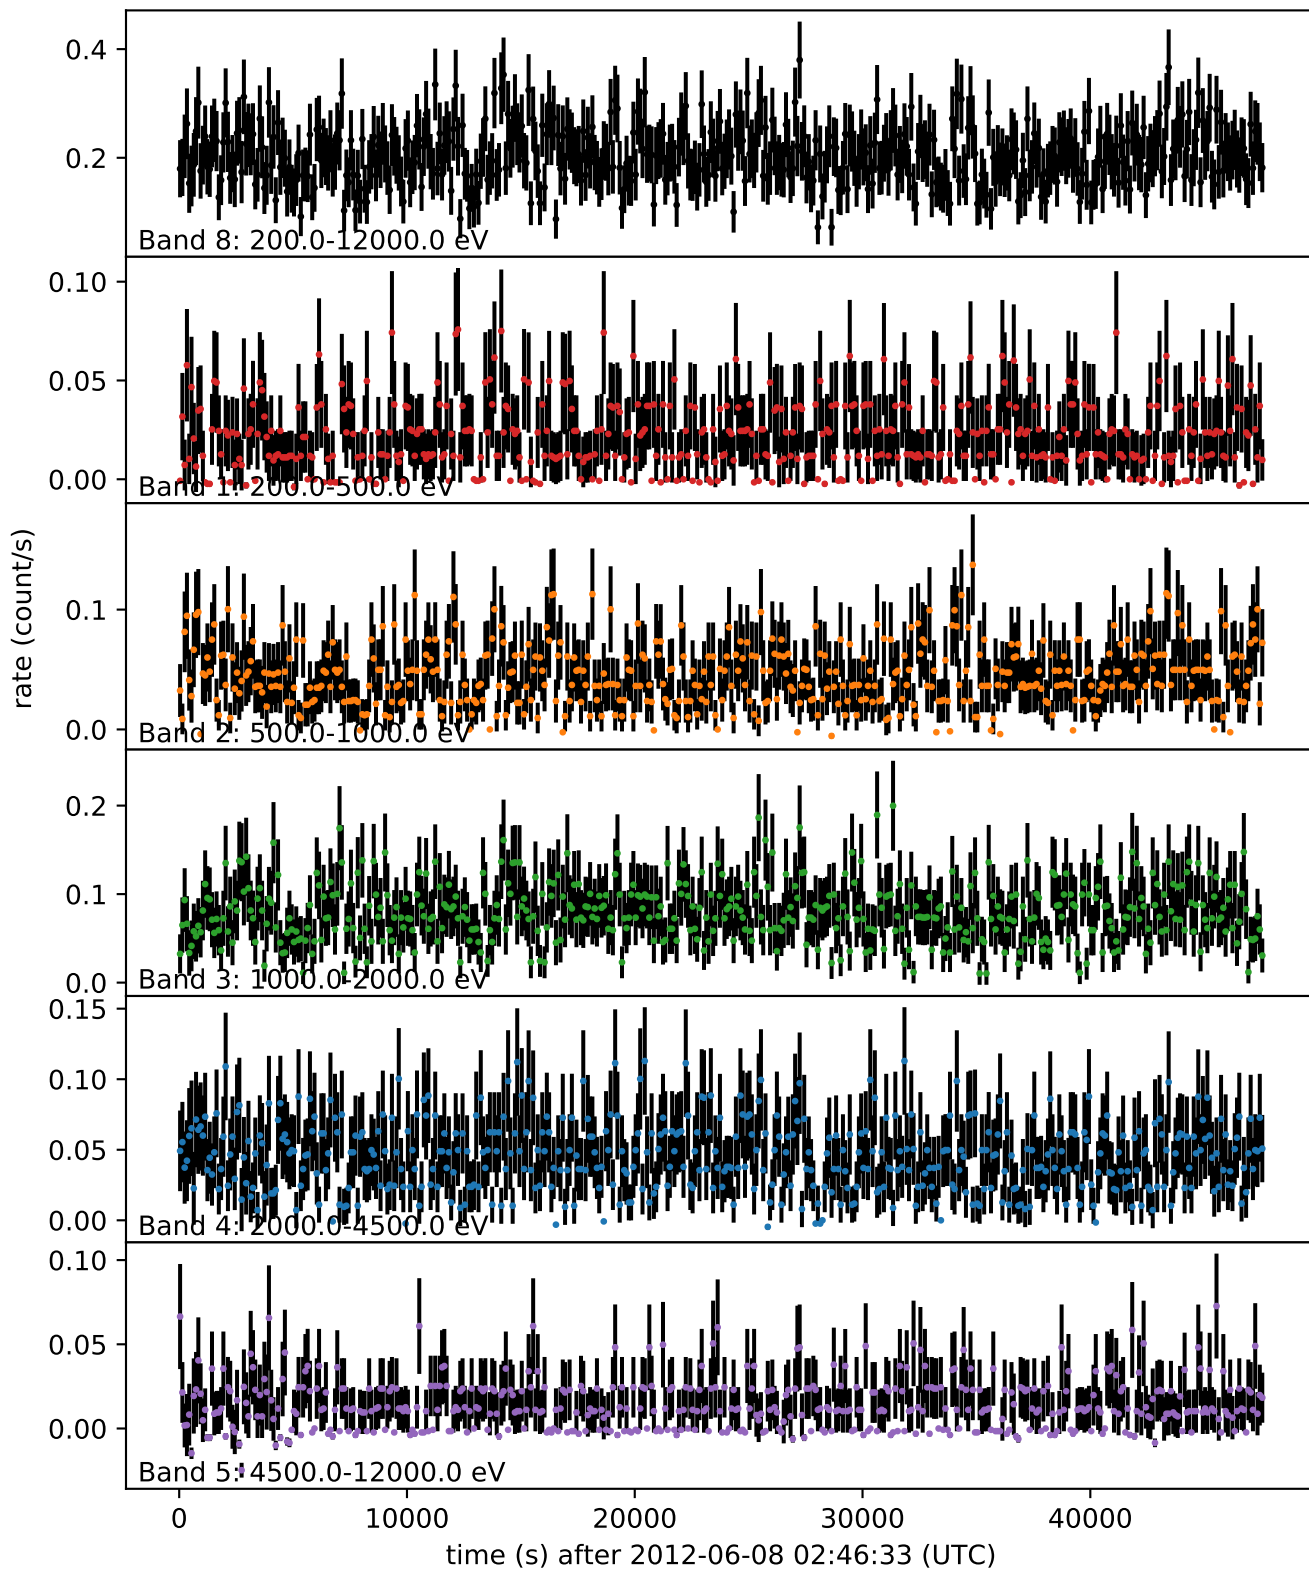 0.4
0.2
Band 8: 200.0-12000.0 eV
0.10
0.05
0.00
Band 1: 200.0-500.0 eV
rate (count/s)
0.1
0.0
Band 2: 500.0-1000.0 eV
0.2
0.1
0.0
Band 3: 1000.0-2000.0 eV
0.15
0.10
0.05
0.00
Band 4: 2000.0-4500.0 eV
0.10
0.05
0.00
Band 5: 4500.0-12000.0 eV
0 10000 20000 30000 40000
time (s) after 2012-06-08 02:46:33 (UTC)